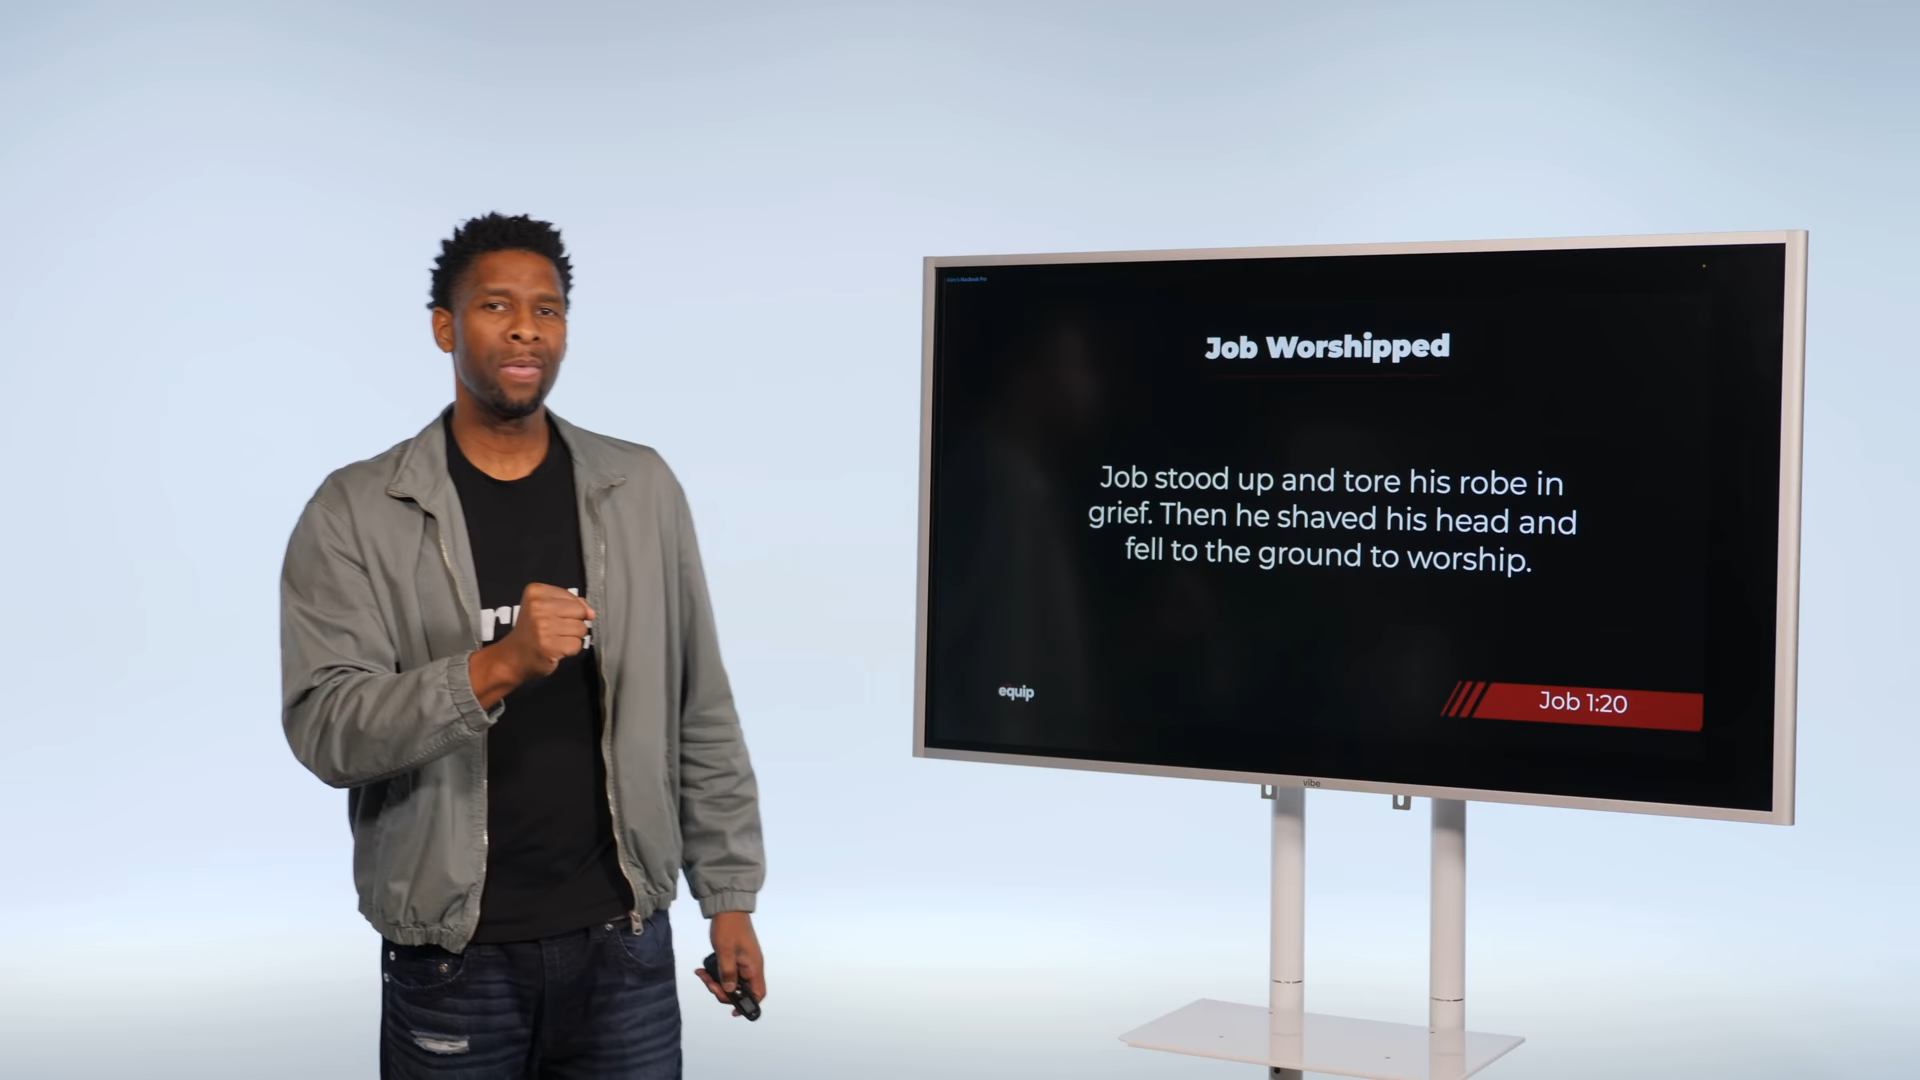 Job Worshipped
Job stood up and tore his robe in
grief. Then he shaved his head and
fell to the ground to worship.
equip
Job 1:20
vibe